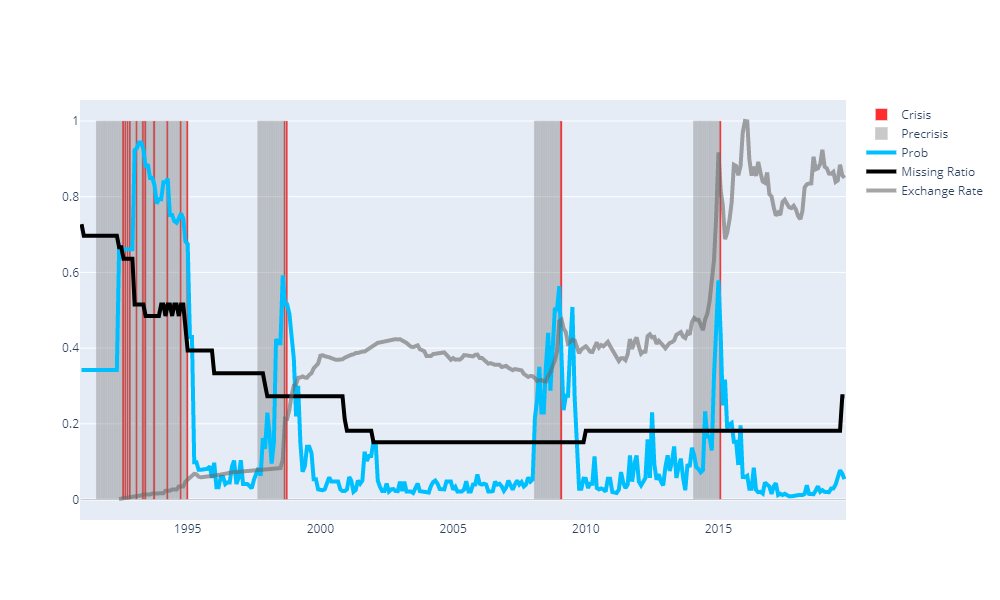 1
0.8
0.6
0.4
0.2
0
1995
2000
2005
2010
2015
Crisis
Precrisis
Prob
Missing Ratio
Exchange Rate